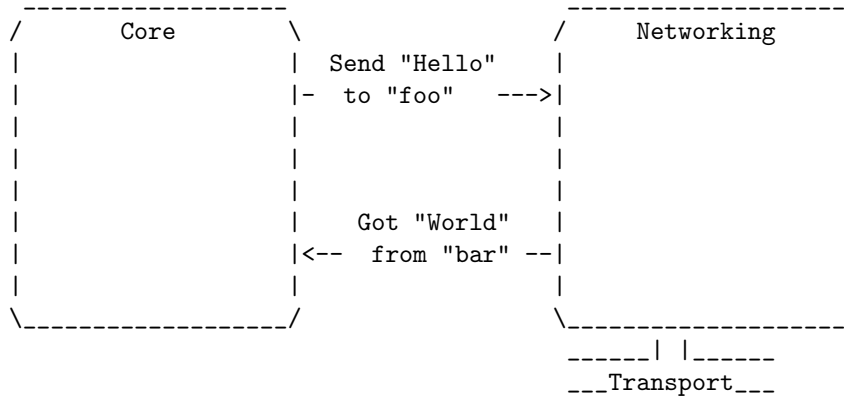 Core Networking
Send "Hello"
to "foo"
Got "World"
from "bar"
Transport